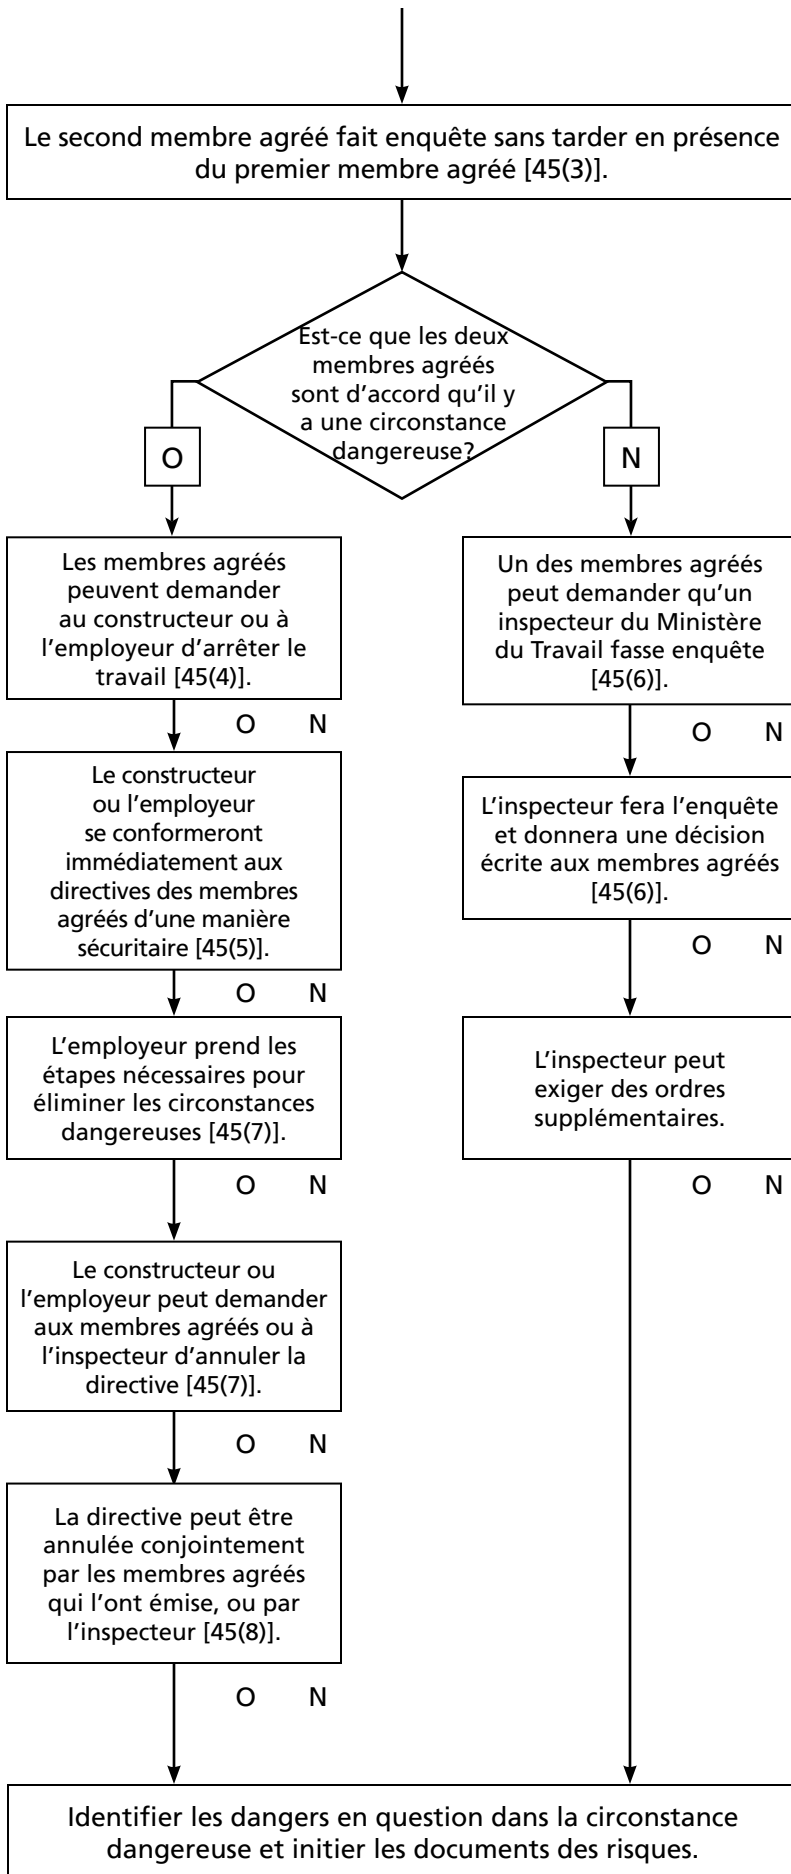 Le second membre agréé fait enquête sans tarder en présence
du premier membre agréé [45(3)].
Est-ce que les deux
membres agréés
sont d'accord qu'il y
a une circonstance
dangereuse?
O
N
Les membres agréés
peuvent demander
au constructeur ou à
l'employeur d'arrêter le
travail [45(4)].
O N
Le constructeur
ou l'employeur
se conformeront
immédiatement aux
directives des membres
agréés d'une manière
sécuritaire [45(5)].
O N
L'employeur prend les
étapes nécessaires pour
éliminer les circonstances
dangereuses [45(7)].
O N
Le constructeur ou
l'employeur peut demander
aux membres agréés ou à
l'inspecteur d'annuler la
directive [45(7)].
O N
La directive peut être
annulée conjointement
par les membres agréés
qui l'ont émise, ou par
l'inspecteur [45(8)].
O N
Un des membres agréés
peut demander qu'un
inspecteur du Ministère
du Travail fasse enquête
[45(6)].
O N
L'inspecteur fera l'enquête
et donnera une décision
écrite aux membres agréés
[45(6)].
O N
L'inspecteur peut
exiger des ordres
supplémentaires.
O N
Identifier les dangers en question dans la circonstance
dangereuse et initier les documents des risques.